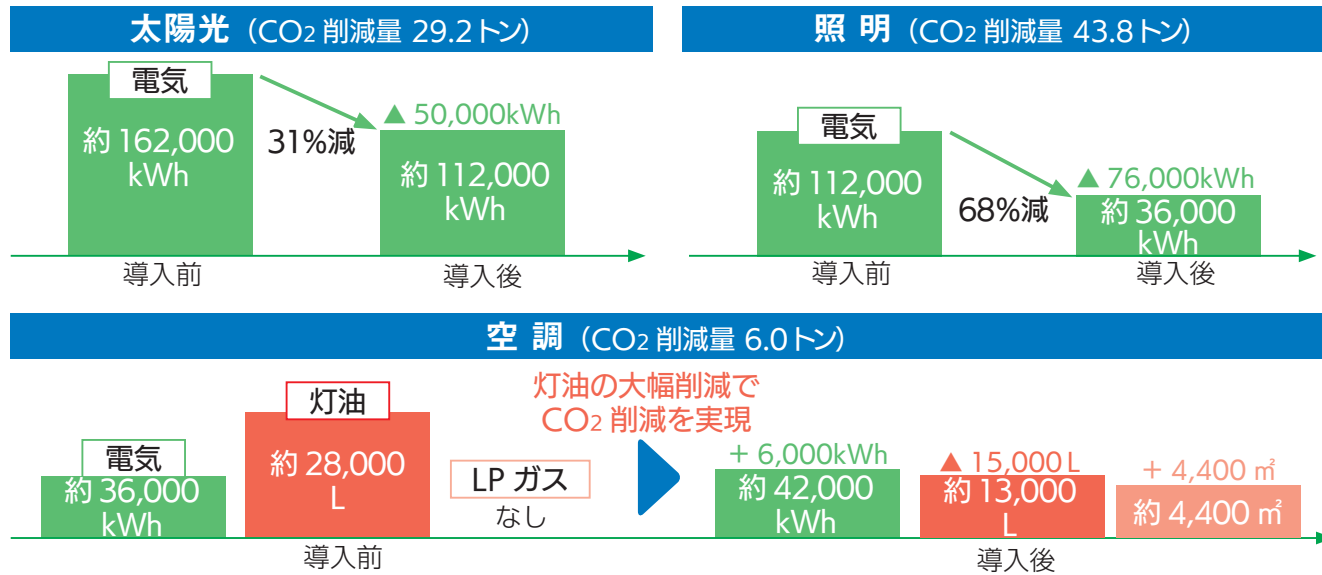 太陽光（CO2 削減量 29.2トン）
電気
約 162,000
kWh
31%減
▲ 50,000kWh
約 112,000
kWh
導入前
導入後
照 明（CO2 削減量 43.8トン）
電気
約 112,000
kWh
68%減
▲ 76,000kWh
約 36,000
kWh
導入前
導入後
空 調（CO2 削減量 6.0トン）
電気
約 36,000
kWh
灯油
約 28,000
L
LP ガス
なし
導入前
灯油の大幅削減で
CO2 削減を実現
+ 6,000kWh
約 42,000
kWh
▲ 15,000 L
約 13,000
L
+ 4,400 ㎡
約 4,400 ㎡
導入後